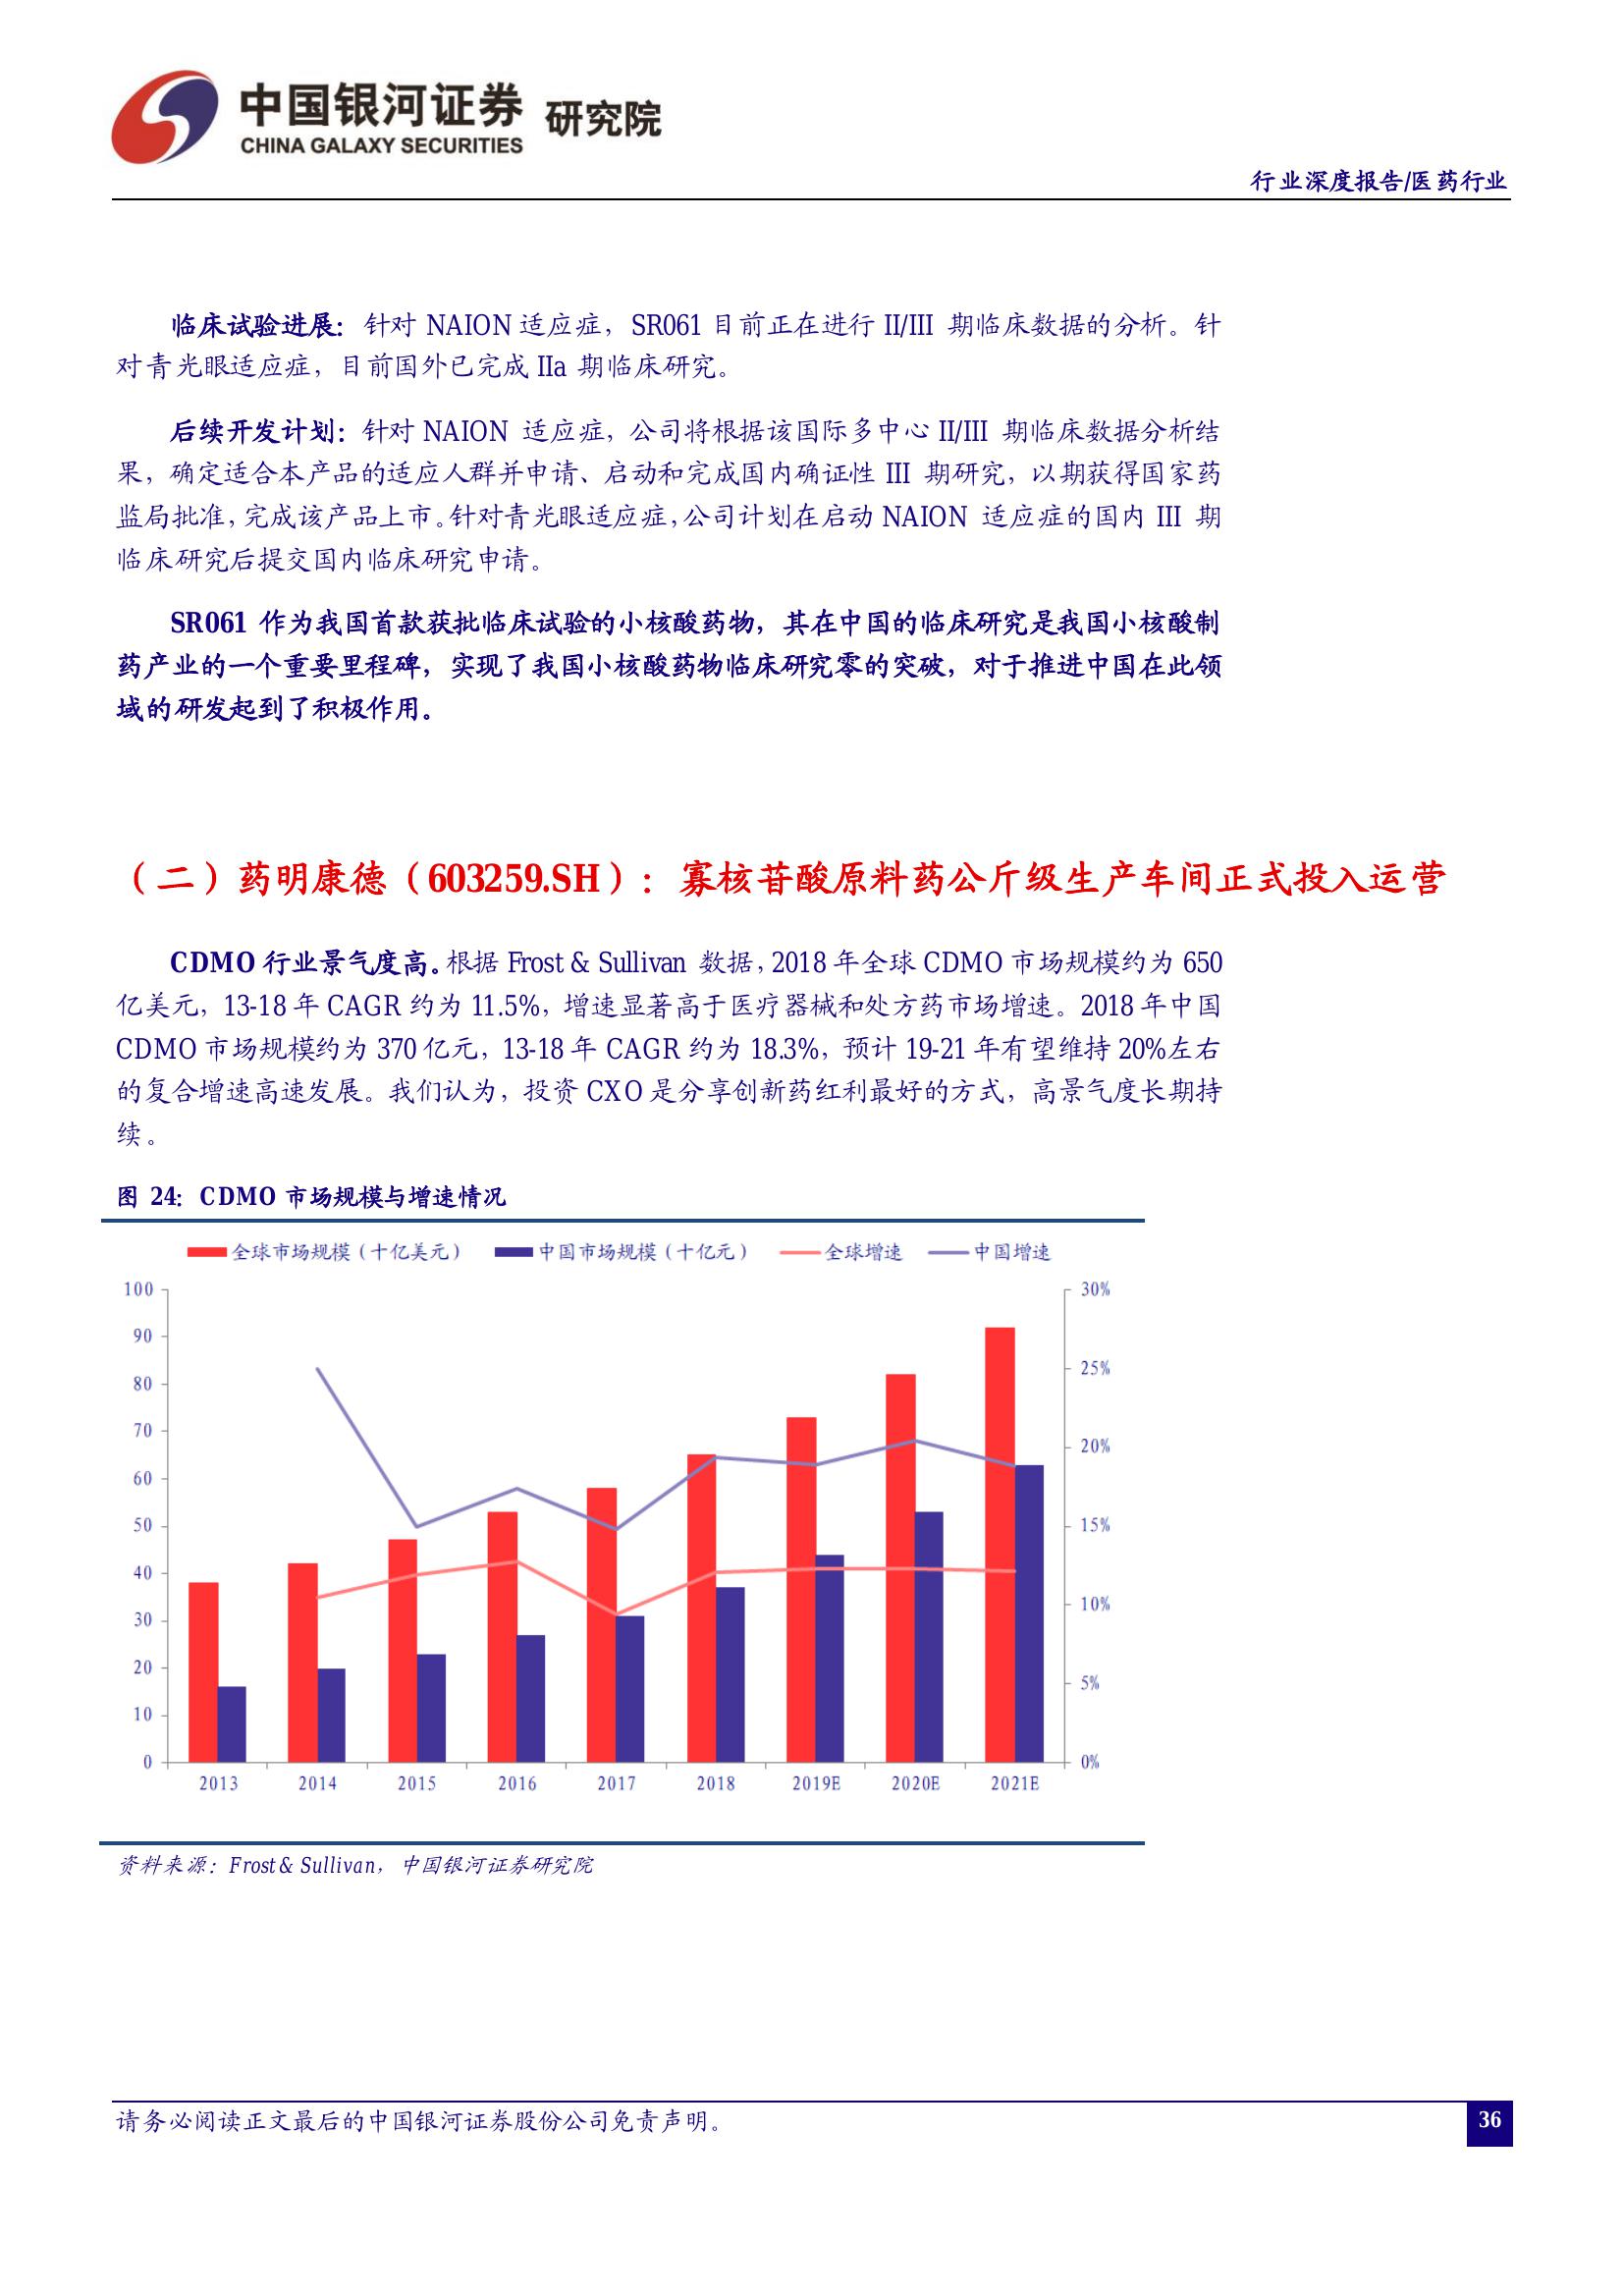 中国银河证券 研究院
CHINA GALAXY SECURITIES
行业深度报告/医药行业
临床试验进展：针对 NAION 适应症，SR061 目前正在进行 II/III 期临床数据的分析。针
对青光眼适应症，目前国外已完成 IIa 期临床研究。
后续开发计划：针对 NAION 适应症，公司将根据该国际多中心 II/III 期临床数据分析结
果，确定适合本产品的适应人群并申请、启动和完成国内确证性 III 期研究，以期获得国家药
监局批准，完成该产品上市。针对青光眼适应症，公司计划在启动 NAION 适应症的国内 III 期
临床研究后提交国内临床研究申请。
SR061 作为我国首款获批临床试验的小核酸药物，其在中国的临床研究是我国小核酸制
药产业的一个重要里程碑，实现了我国小核酸药物临床研究零的突破，对于推进中国在此领
域的研发起到了积极作用。
（二）药明康德（603259.SH）：寡核苷酸原料药公斤级生产车间正式投入运营
CDMO 行业景气度高。根据 Frost & Sullivan 数据，2018 年全球 CDMO 市场规模约为 650
亿美元，13-18 年 CAGR 约为 11.5%，增速显著高于医疗器械和处方药市场增速。2018 年中国
CDMO 市场规模约为 370 亿元，13-18 年 CAGR 约为 18.3%，预计 19-21 年有望维持 20%左右
的复合增速高速发展。我们认为，投资 CXO 是分享创新药红利最好的方式，高景气度长期持
续。
图 24：CDMO 市场规模与增速情况
全球市场规模（十亿美元） 中国市场规模（十亿元） 全球增速 中国增速
100 30%
90
80 25%
70
60 20%
50 15%
40
30 10%
20
10 5%
0 0%
2013 2014 2015 2016 2017 2018 2019E 2020E 2021E
资料来源：Frost & Sullivan，中国银河证券研究院
请务必阅读正文最后的中国银河证券股份公司免责声明。
36